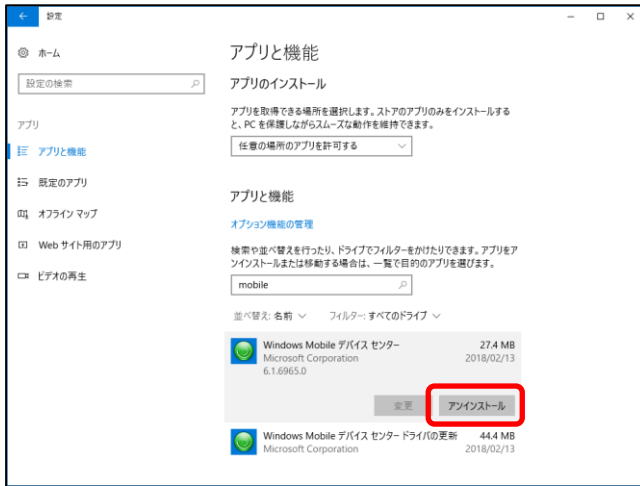 設定
ホーム
設定の検索
アプリ
アプリと機能
既定のアプリ
オフライン マップ
Web サイト用のアプリ
ビデオの再生
アプリと機能
アプリのインストール
アプリを取得できる場所を選択します。ストアのアプリのみをインストールする
と、PC を保護しながらスムーズな動作を維持できます。
任意の場所のアプリを許可する
アプリと機能
オプション機能の管理
検索や並べ替えを行ったり、ドライブでフィルターをかけたりできます。アプリをア
ンインストールまたは移動する場合は、一覧で目的のアプリを選びます。
mobile
並べ替え: 名前 フィルター: すべてのドライブ
Windows Mobile デバイス センター 27.4 MB
Microsoft Corporation 2018/02/13
6.1.6965.0
変更 アンインストール
Windows Mobile デバイス センター ドライバの更新 44.4 MB
Microsoft Corporation 2018/02/13